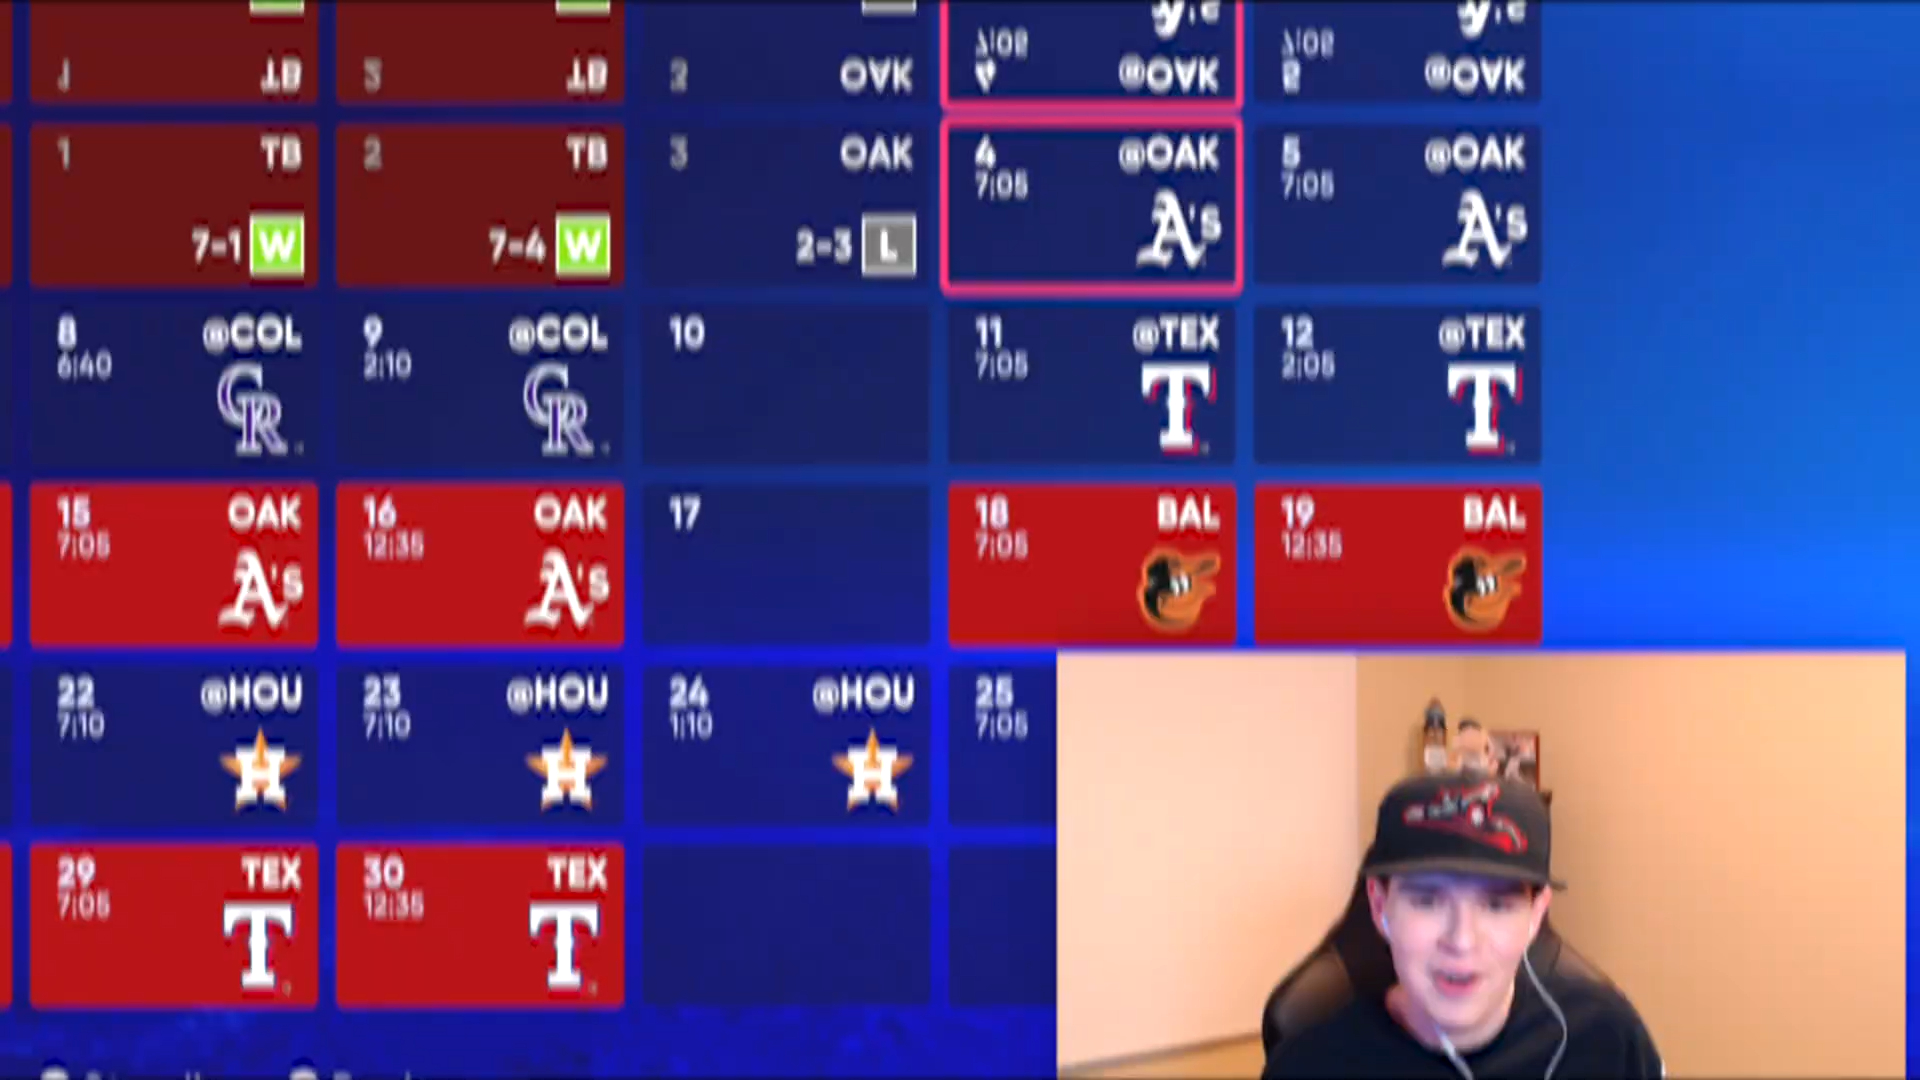 1 TB
7-1 W
2 TB
7-4 W
3 OAK
2-3 L
4 @OAK
7:05
A's
5 @OAK
7:05
A's
8 @COL
6:40
CR
9 @COL
2:10
CR
10
11 @TEX
7:05
T
12 @TEX
2:05
T
15 OAK
7:05
A's
16 OAK
12:35
A's
17
18 BAL
7:05
19 BAL
12:35
22 @HOU
7:10
H
23 @HOU
7:10
H
24 @HOU
1:10
H
25
7:05
29 TEX
7:05
T
30 TEX
12:35
T